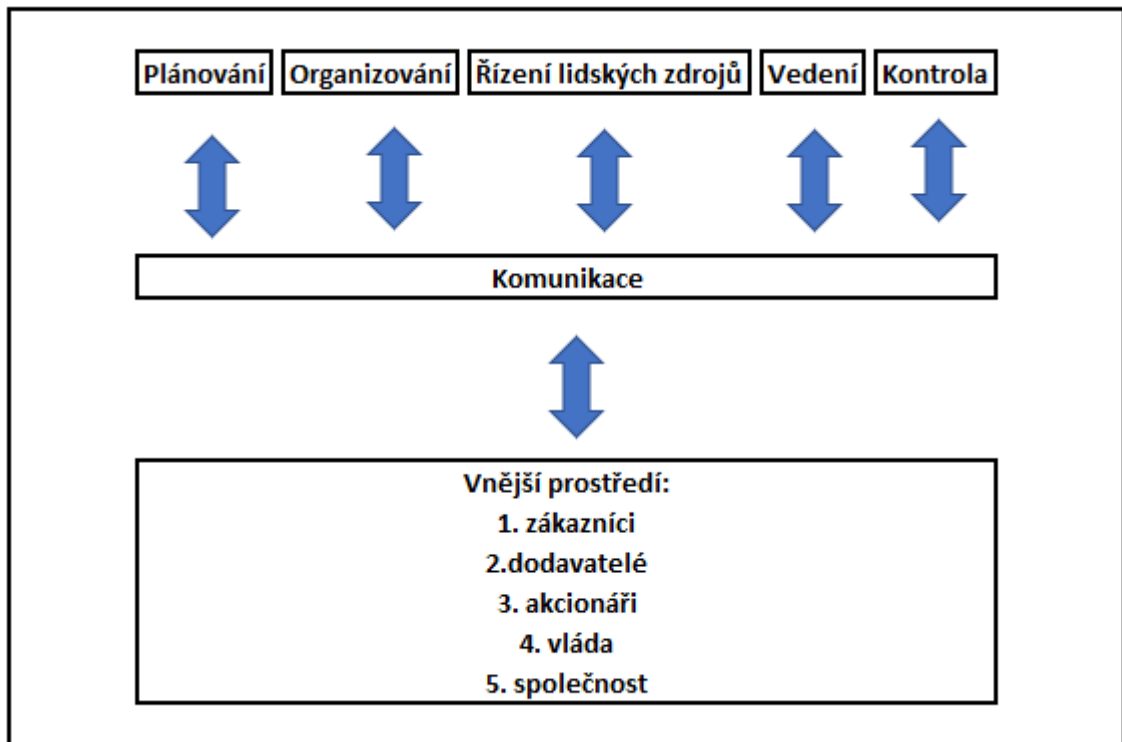 Plánování Organizování Řízení lidských zdrojů Vedení Kontrola
Komunikace
Vnější prostředí:
1. zákazníci
2.dodavatelé
3. akcionáři
4. vláda
5. společnost